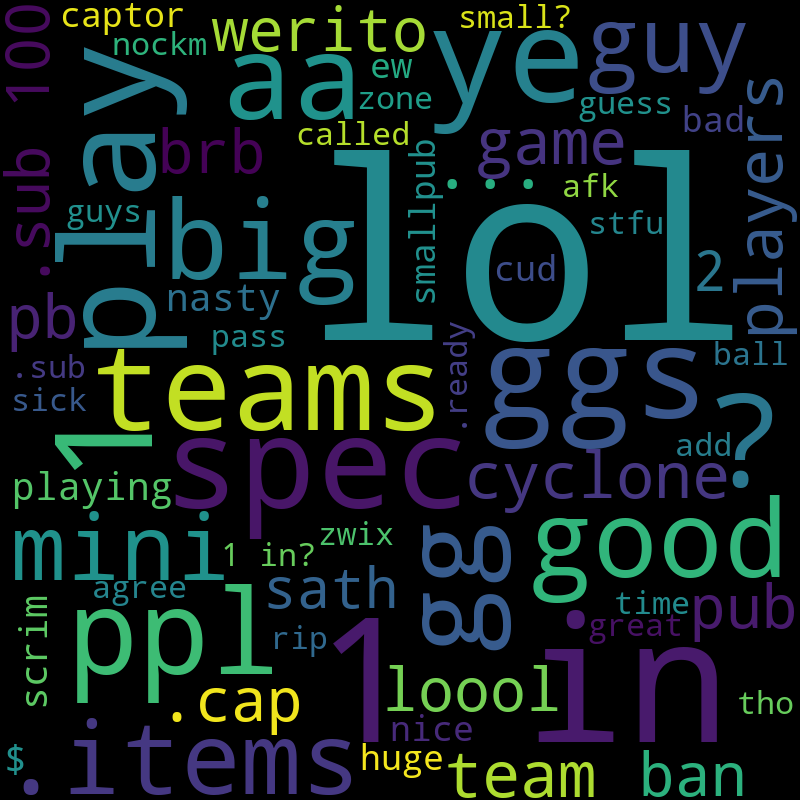 captor
small?
.sub 100
nockm
werito
ye
guy
play
aa
ew
zone
guess
bad
players
called
brb
game
guys
big
lol
smallpub
...
afk
stfu
cud
2
nasty
pb
pass
.ready
ball
.sub
sick
teams
ggs
?
1
spec
add
cyclone
playing
mini
zwix
gg
good
1 in?
agree
sath
time
pub
scrim
ppl
rip
1 in
great
.cap
loool
tho
nice
.items
$
huge
team
ban